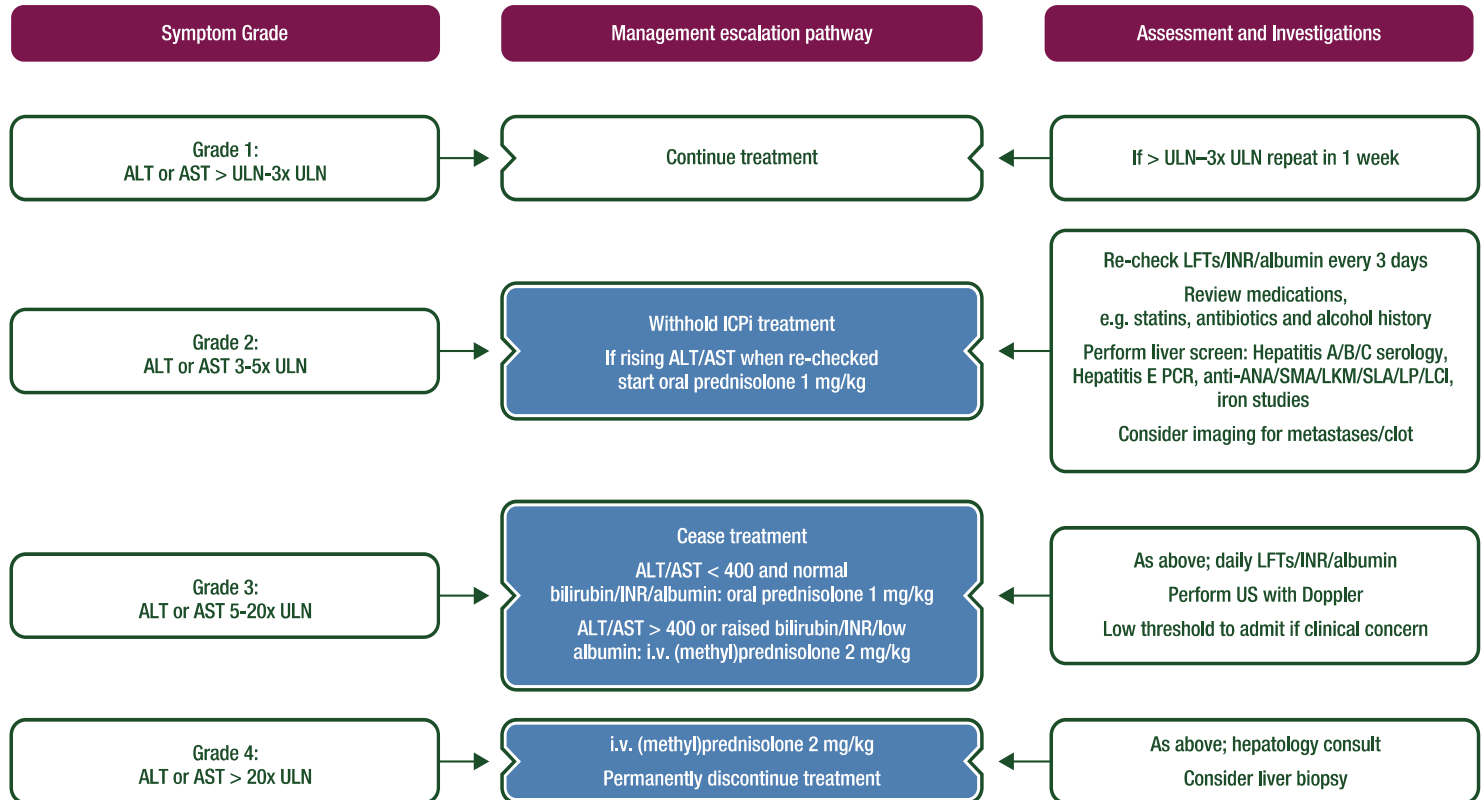 Symptom Grade
Management escalation pathway
Assessment and Investigations
Grade 1:
ALT or AST > ULN-3x ULN
Continue treatment
If > ULN–3x ULN repeat in 1 week
Grade 2:
ALT or AST 3-5x ULN
Withhold ICPi treatment
If rising ALT/AST when re-checked
start oral prednisolone 1 mg/kg
Re-check LFTs/INR/albumin every 3 days
Review medications,
e.g. statins, antibiotics and alcohol history
Perform liver screen: Hepatitis A/B/C serology,
Hepatitis E PCR, anti-ANA/SMA/LKM/SLA/LP/LCI,
iron studies
Consider imaging for metastases/clot
Grade 3:
ALT or AST 5-20x ULN
Cease treatment
ALT/AST < 400 and normal
bilirubin/INR/albumin: oral prednisolone 1 mg/kg
ALT/AST > 400 or raised bilirubin/INR/low
albumin: i.v. (methyl)prednisolone 2 mg/kg
As above; daily LFTs/INR/albumin
Perform US with Doppler
Low threshold to admit if clinical concern
Grade 4:
ALT or AST > 20x ULN
i.v. (methyl)prednisolone 2 mg/kg
Permanently discontinue treatment
As above; hepatology consult
Consider liver biopsy